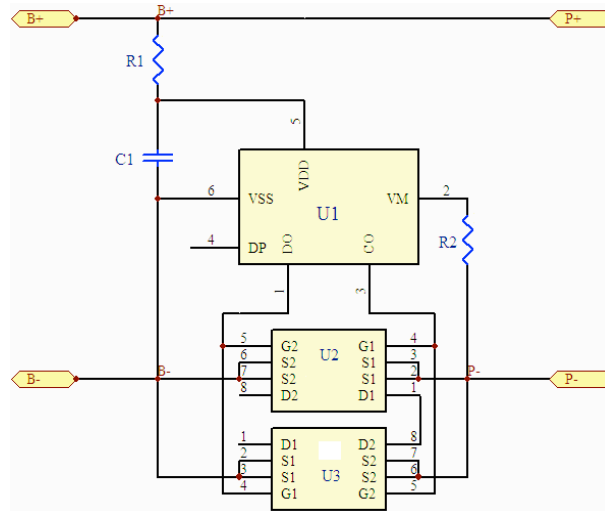 B+ B+ P+
R1
5
C1
VDD
6 VSS VM 2
U1
4 DP DO CO R2
1 3
5 G2 U2 G1 4
6 S2 S1 3
B- B- 7 S2 S1 2 P- P-
8 D2 D1 1
1 D1 D2 8
2 S1 S2 7
3 S1 U3 S2 6
4 G1 G2 5